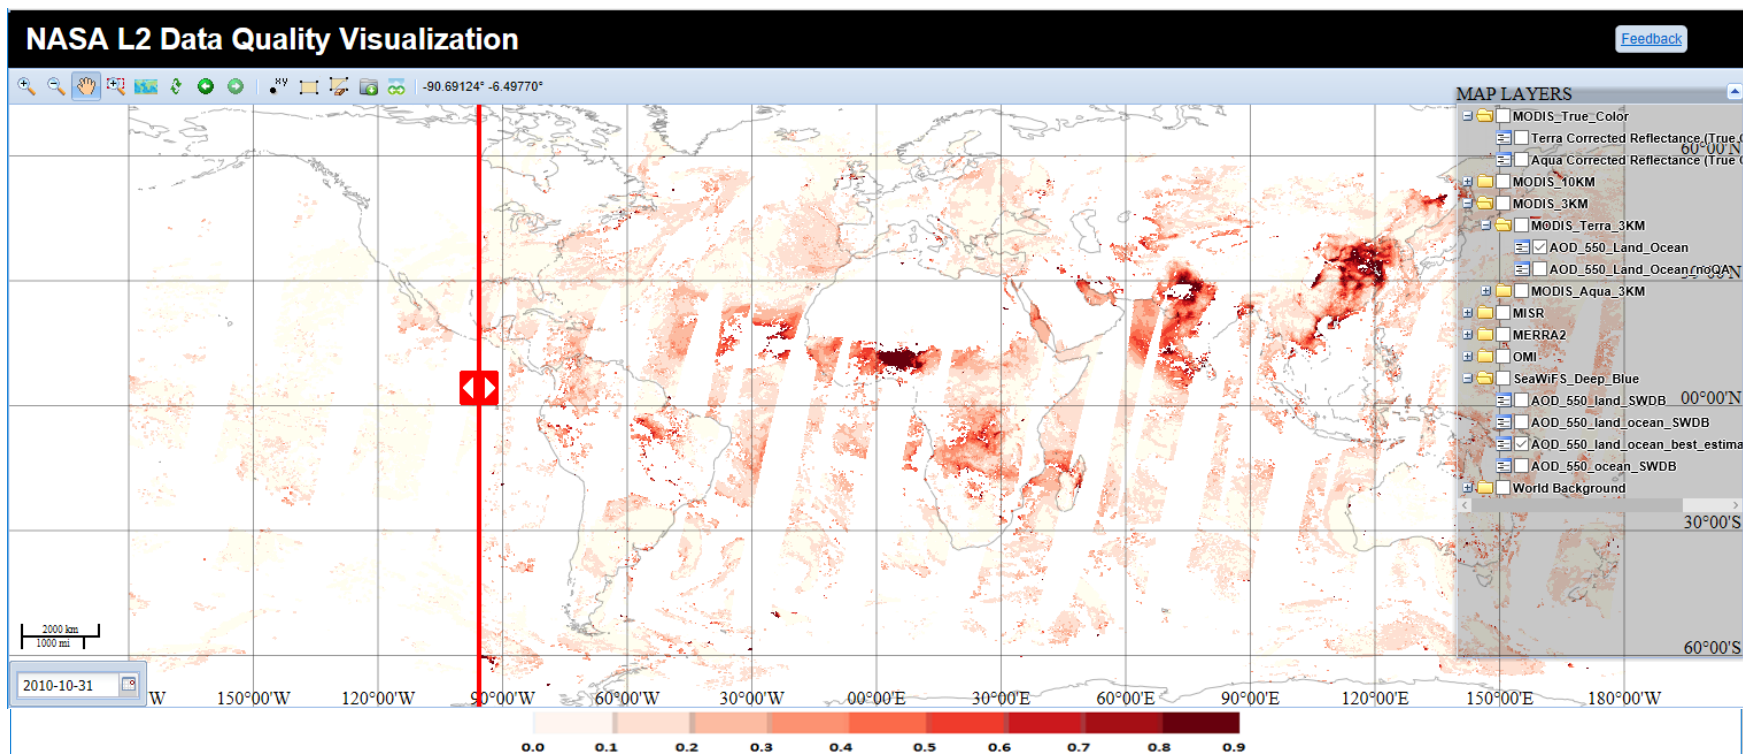 NASA L2 Data Quality Visualization
Feedback
XY
-90.69124° -6.49770°
MAP LAYERS
MODIS_True_Color
Terra Corrected Reflectance (True C
60°00'N
Aqua Corrected Reflectance (True C
MODIS_10KM
MODIS_3KM
MODIS_Terra_3KM
AOD_550_Land_Ocean
AOD_550_Land_Ocean/noQA
MODIS_Aqua_3KM
MISR
MERRA2
OMI
SeaWiFS_Deep_Blue
00°00'N
AOD_550_land_SWDB
AOD_550_land_ocean_SWDB
AOD_550_land_ocean_best_estima
AOD_550_ocean_SWDB
World Background
30°00'S
2000 km
1000 mi
60°00'S
2010-10-31
W 150°00'W 120°00'W 90°00'W 60°00'W 30°00'W 00°00'E 30°00'E 60°00'E 90°00'E 120°00'E 150°00'E 180°00'W
0.0 0.1 0.2 0.3 0.4 0.5 0.6 0.7 0.8 0.9